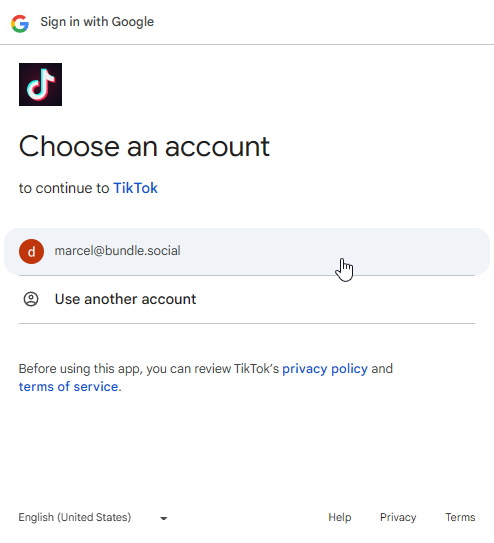 Sign in with Google
Choose an account
to continue to TikTok
d
marcel@bundle.social
Use another account
Before using this app, you can review TikTok's privacy policy and
terms of service.
English (United States)
Help Privacy Terms